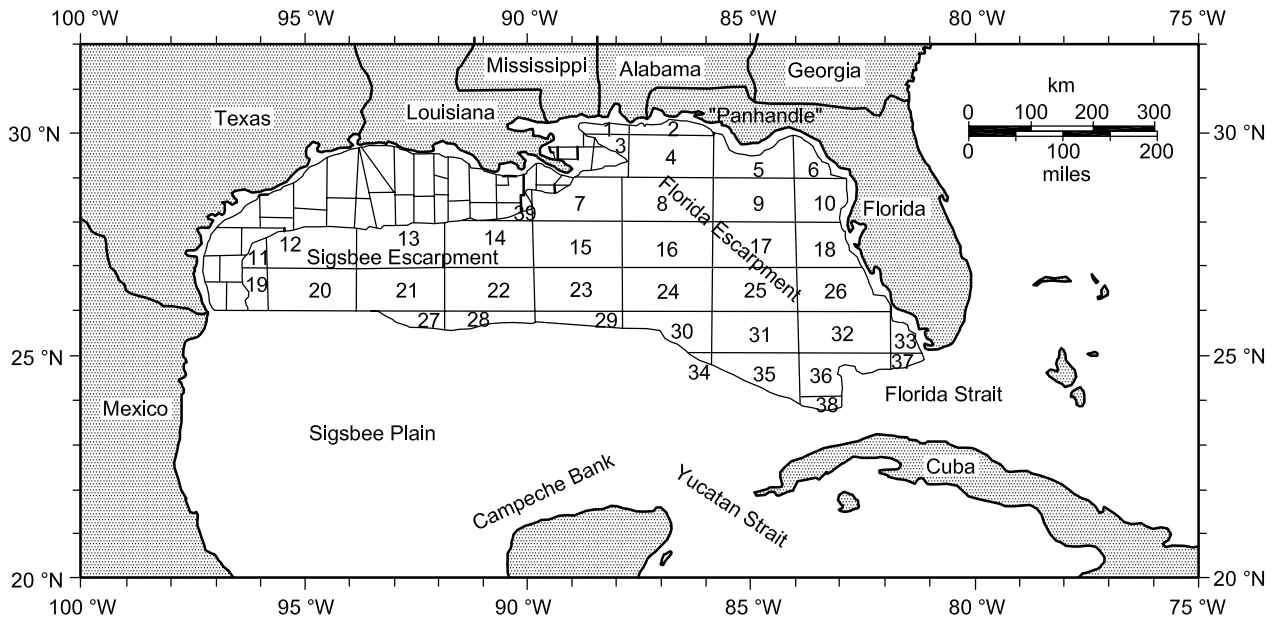 100 °W 95 °W 90 °W 85 °W 80 °W 75 °W
Mississippi Alabama Georgia
km
Texas Louisiana "Panhandle"
0 100 200 300
30 °N 1 2 30 °N
0 100 200
3 4 5 6 miles
39 7 8 9 10 Florida
Florida Escarpment
11 12 13 14 15 16 17 18
Sigsbee Escarpment
19 20 21 22 23 24 25 26
27 28 29 30 31 32 33
25 °N 37 25 °N
34 35 36
38 Florida Strait
Mexico
Sigsbee Plain
Cuba
Campeche Bank
Yucatan Strait
20 °N 20 °N
100 °W 95 °W 90 °W 85 °W 80 °W 75 °W